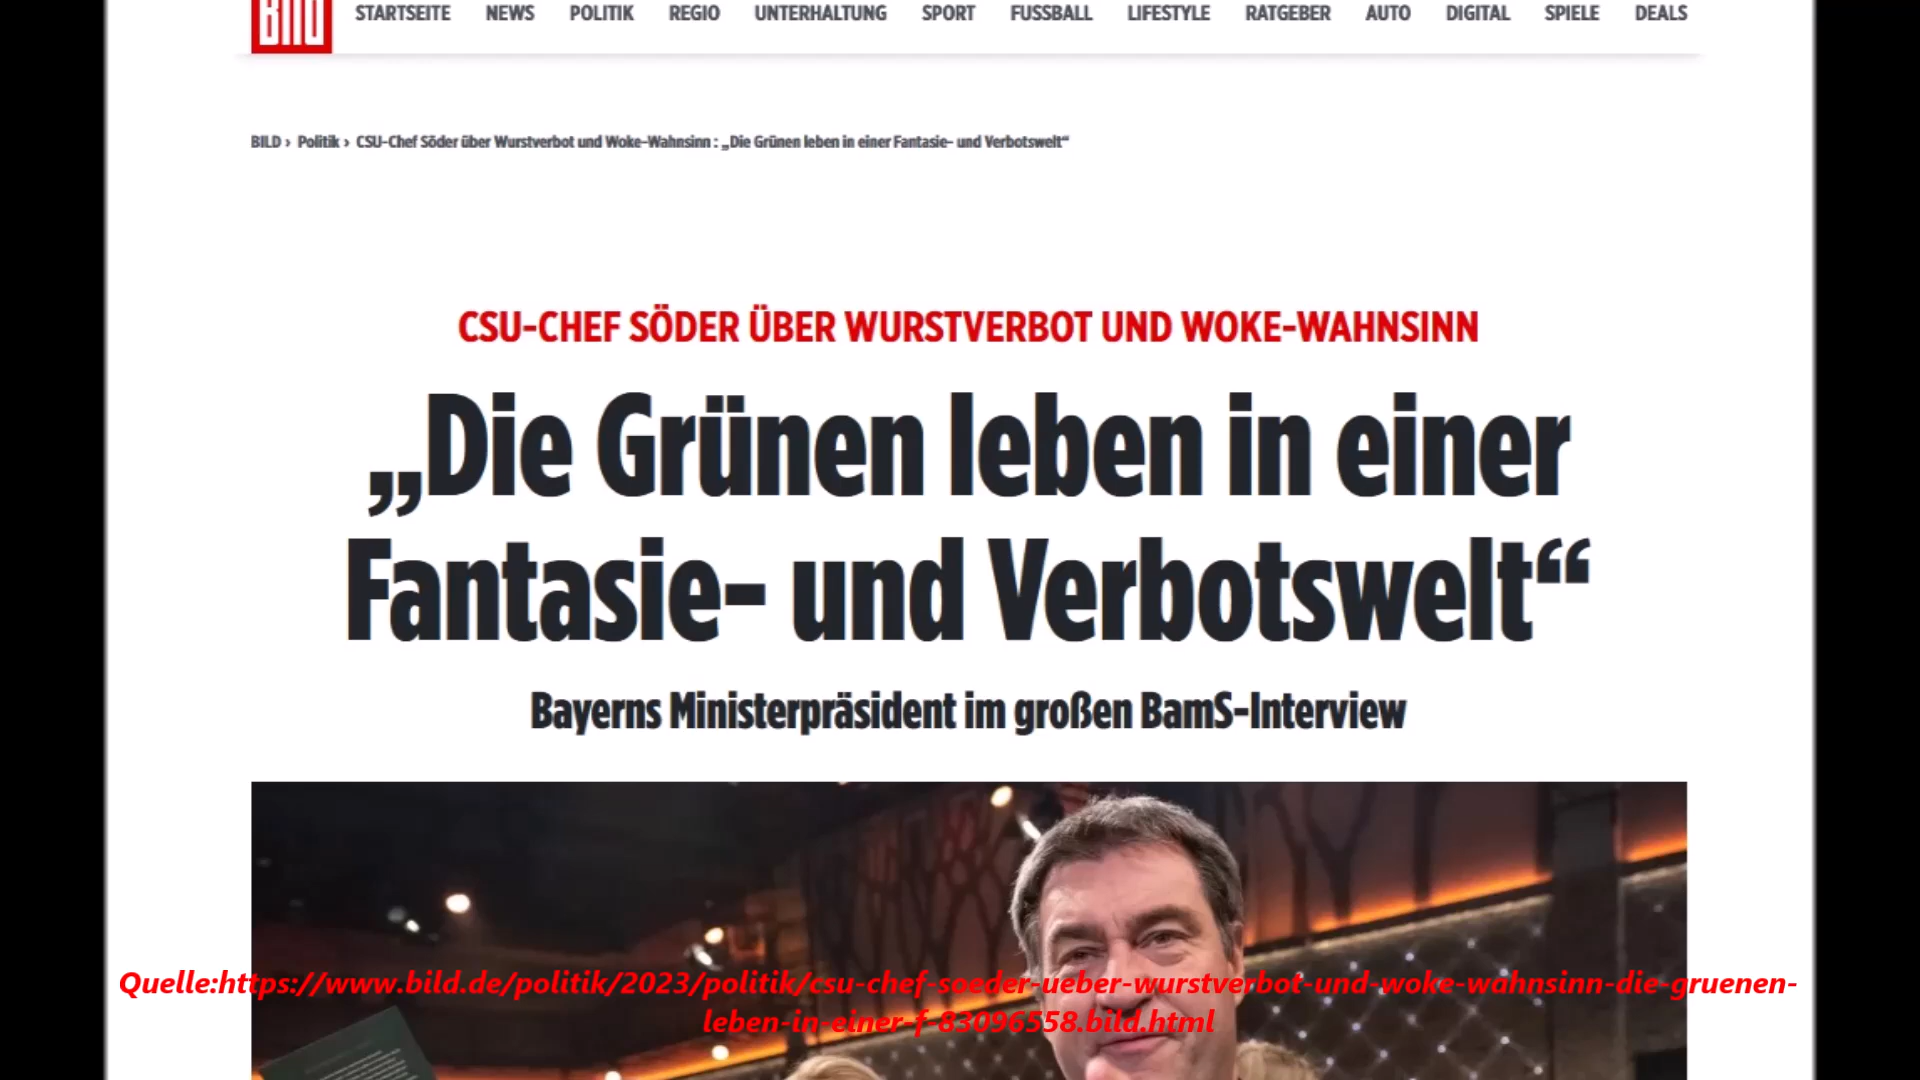 BILD
STARTSEITE NEWS POLITIK REGIO UNTERHALTUNG SPORT FUSSBALL LIFESTYLE RATGEBER AUTO DIGITAL SPIELE DEALS
BILD › Politik › CSU-Chef Söder über Wurstverbot und Woke-Wahnsinn : „Die Grünen leben in einer Fantasie- und Verbotswelt“
CSU-CHEF SÖDER ÜBER WURSTVERBOT UND WOKE-WAHNSINN
„Die Grünen leben in einer
Fantasie- und Verbotswelt“
Bayerns Ministerpräsident im großen BamS-Interview
Quelle:https://www.bild.de/politik/2023/politik/csu-chef-soeder-ueber-wurstverbot-und-woke-wahnsinn-die-gruenen-
leben-in-einer-f-83096558.bild.html